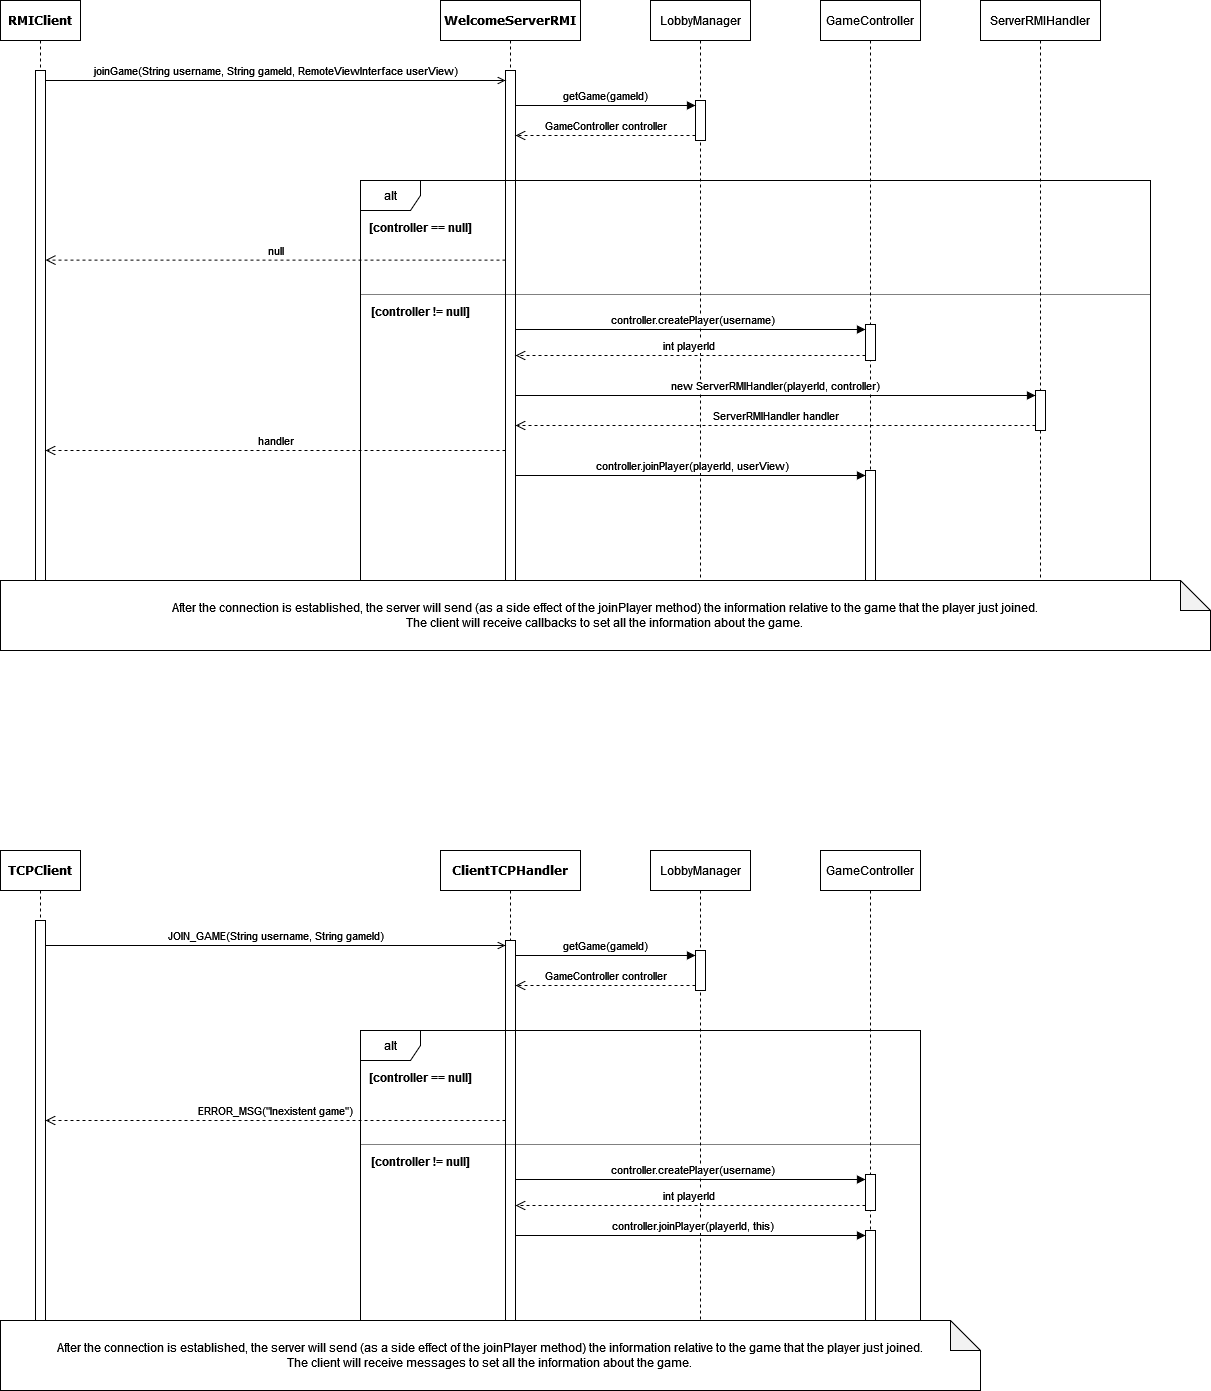 RMIClient
WelcomeServerRMI
LobbyManager
GameController
ServerRMIHandler
joinGame(String username, String gameId, RemoteViewInterface userView)
getGame(gameId)
GameController controller
alt
[controller == null]
null
[controller != null]
controller.createPlayer(username)
int playerId
new ServerRMIHandler(playerId, controller)
ServerRMIHandler handler
handler
controller.joinPlayer(playerId, userView)
After the connection is established, the server will send (as a side effect of the joinPlayer method) the information relative to the game that the player just joined.
The client will receive callbacks to set all the information about the game.
TCPClient
ClientTCPHandler
LobbyManager
GameController
JOIN_GAME(String username, String gameId)
getGame(gameId)
GameController controller
alt
[controller == null]
ERROR_MSG("Inexistent game")
[controller != null]
controller.createPlayer(username)
int playerId
controller.joinPlayer(playerId, this)
After the connection is established, the server will send (as a side effect of the joinPlayer method) the information relative to the game that the player just joined.
The client will receive messages to set all the information about the game.